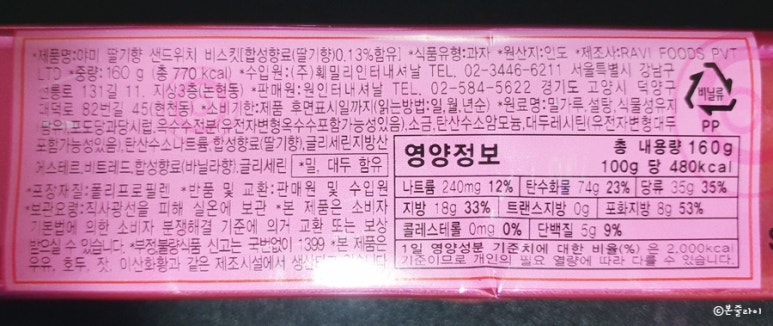 *제품명:야미 딸기향 샌드위치 비스킷[합성향료(딸기향)0.13%함유] *식품유형:과자 *원산지:인도 *제조사:RAVI FOODS PVT
LTD *중량:160g (총 770kcal) *수입원:(주)훼밀리인터내셔날 TEL. 02-3446-6211 서울특별시 강남구
131길 11. 지상3층(논현동) *판매원:원인터내셔날 TEL. 02-584-5622 경기도 고양시 덕양구
82번길 45(현천동) *소비기한:제품 후면표시일까지(읽는방법:일,월,년순) *원료명:밀가루 설탕 식물성유지
포도당과당시럽, 옥수수전분(유전자변형옥수수포함가능성있음),소금,탄산수소암모늄,대두레시틴(유전자변형대두
포함가능성있음),탄산수소나트륨,합성향료(딸기향),글리세린지방산
에스테르,비트레드,합성향료(바닐라향),글리세린 *밀, 대두 함유
*포장재질:폴리프로필렌 *반품 및 교환:판매원 및 수입원
*보관요령:직사광선을 피해 실온에 보관 *본 제품은 소비자
기본법에 의한 소비자 분쟁해결 기준에 의거 교환 또는 보상
받으실 수 있습니다. *부정불량식품 신고는 국번없이 1399 *본 제품은
우유, 호두, 잣, 아황산과 같은 제조시설에서
비닐류
PP
영양정보
총 내용량 160g
100g 당 480kcal
나트륨 240mg 12% 탄수화물 74g 23% 당류 35g 35%
지방 18g 33% 트랜스지방 0g 포화지방 8g 53%
콜레스테롤 0mg 0% 단백질 5g 9%
1일 영양성분 기준치에 대한 비율(%)은 2,000kcal
기준이므로 개인의 필요 열량에 따라 다를 수 있습니다.
©본쥴라이